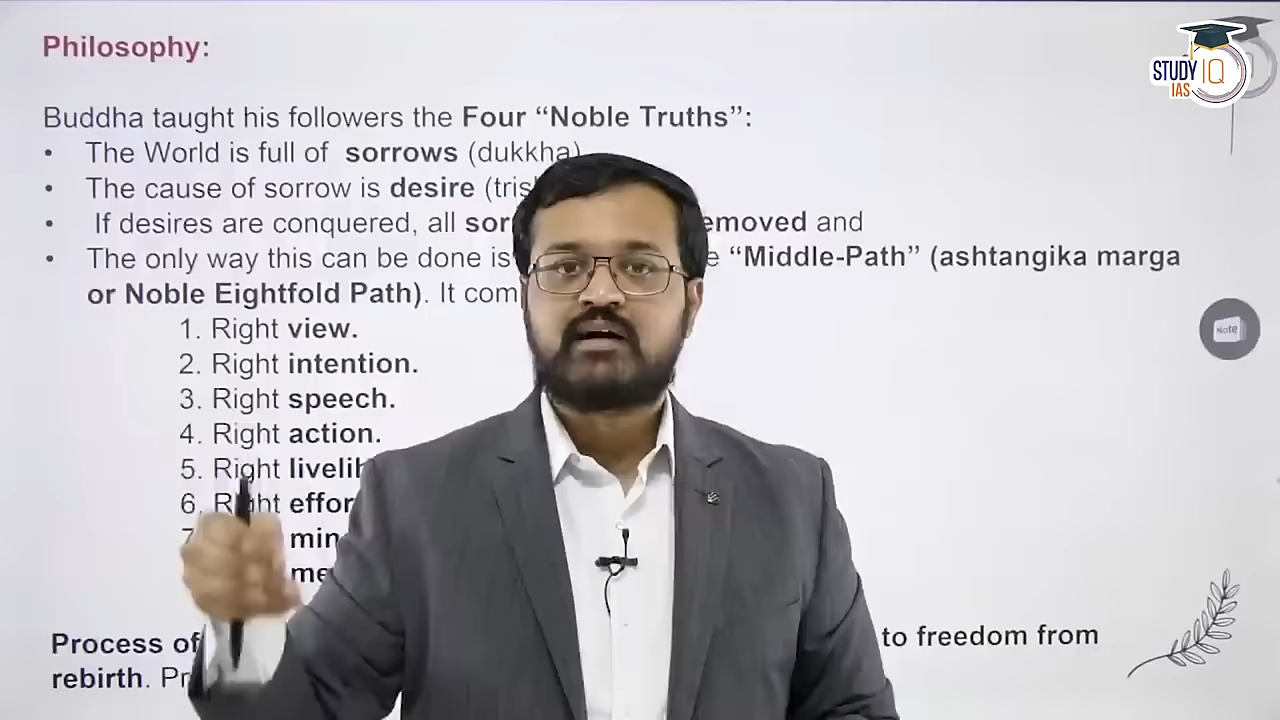 Philosophy:
Buddha taught his followers the Four “Noble Truths”:
• The World is full of sorrows (dukkha)
• The cause of sorrow is desire
• If desires are conquered, all and
• The only way this can be done is “Middle-Path” (ashtangika marga
or Noble Eightfold Path). It
1. Right view.
2. Right intention.
3. Right speech.
4. Right action.
5. Right
6. Right
Process of to freedom from
rebirth.
STUDY IQ
IAS
Note